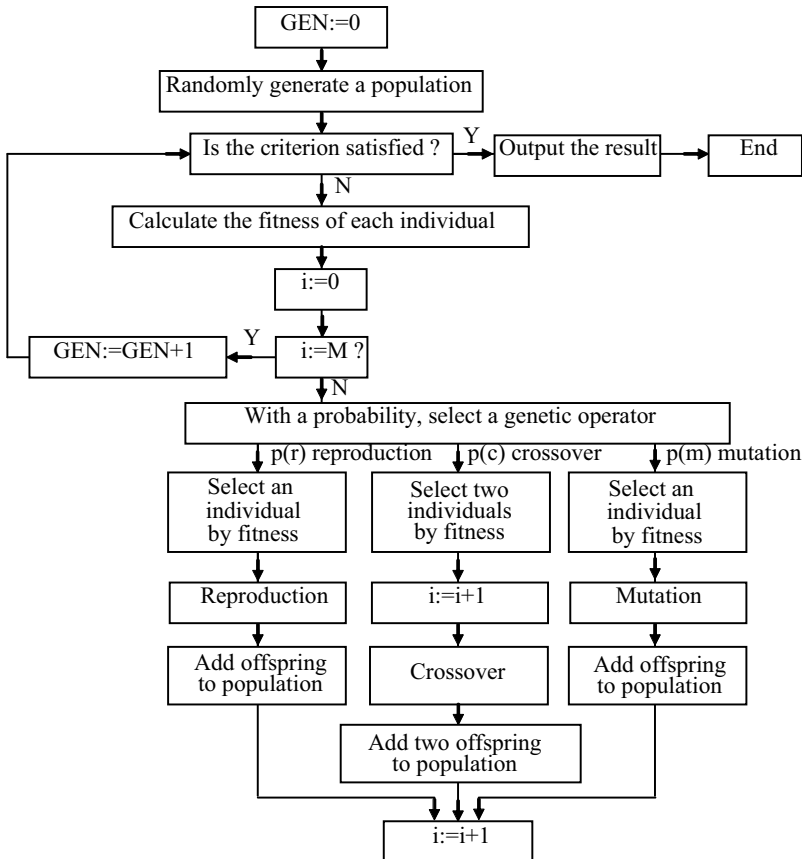 GEN:=0
Randomly generate a population
Is the criterion satisfied ?
Y
Output the result
End
N
Calculate the fitness of each individual
i:=0
Y
GEN:=GEN+1
i:=M ?
N
With a probability, select a genetic operator
p(r) reproduction
p(c) crossover
p(m) mutation
Select an
individual
by fitness
Select two
individuals
by fitness
Select an
individual
by fitness
Reproduction
i:=i+1
Mutation
Add offspring
to population
Crossover
Add offspring
to population
Add two offspring
to population
i:=i+1